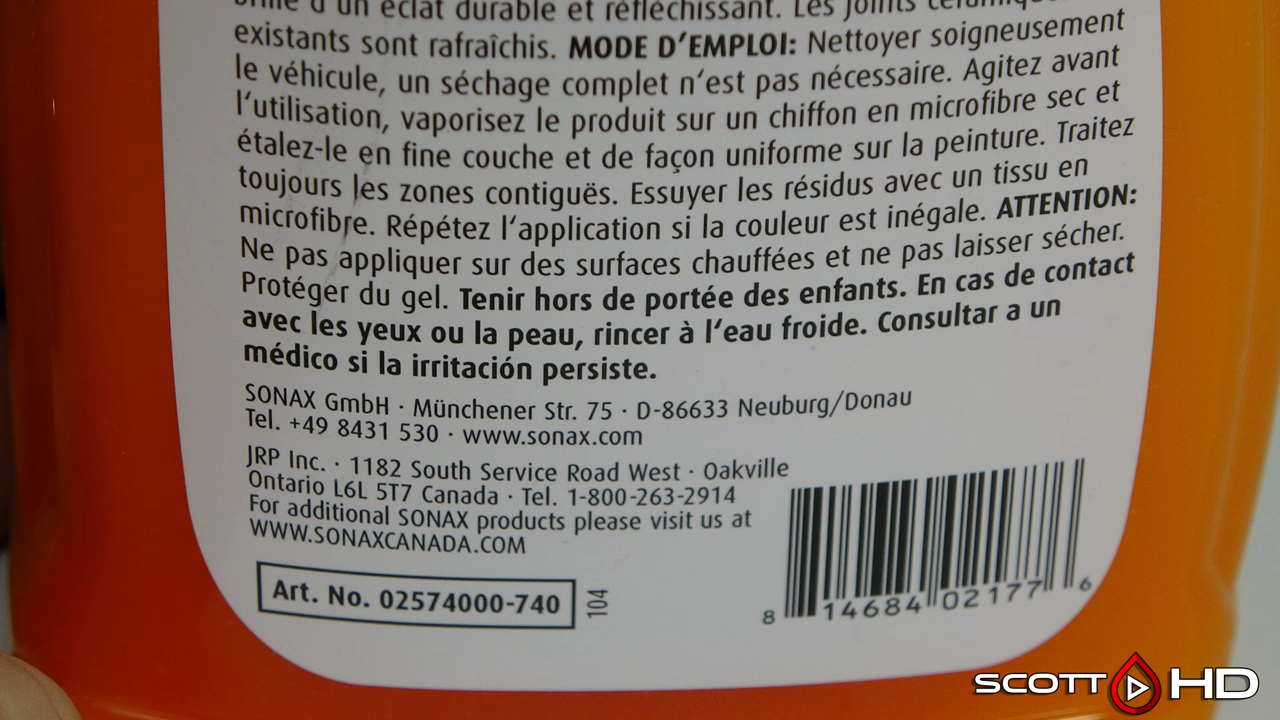 brille d'un éclat durable et réfléchissant. Les joints
existants sont rafraîchis. MODE D'EMPLOI: Nettoyer soigneusement
le véhicule, un séchage complet n'est pas nécessaire. Agitez avant
l'utilisation, vaporisez le produit sur un chiffon en microfibre sec et
étalez-le en fine couche et de façon uniforme sur la peinture. Traitez
toujours les zones contiguës. Essuyer les résidus avec un tissu en
microfibre. Répétez l'application si la couleur est inégale. ATTENTION:
Ne pas appliquer sur des surfaces chauffées et ne pas laisser sécher.
Protéger du gel. Tenir hors de portée des enfants. En cas de contact
avec les yeux ou la peau, rincer à l'eau froide. Consultar a un
médico si la irritación persiste.
SONAX GmbH · Münchener Str. 75 · D-86633 Neuburg/Donau
Tel. +49 8431 530 · www.sonax.com
JRP Inc. · 1182 South Service Road West · Oakville
Ontario L6L 5T7 Canada · Tel. 1-800-263-2914
For additional SONAX products please visit us at
WWW.SONAXCANADA.COM
Art. No. 02574000-740
104
8 14684 02177 6
SCOTT HD